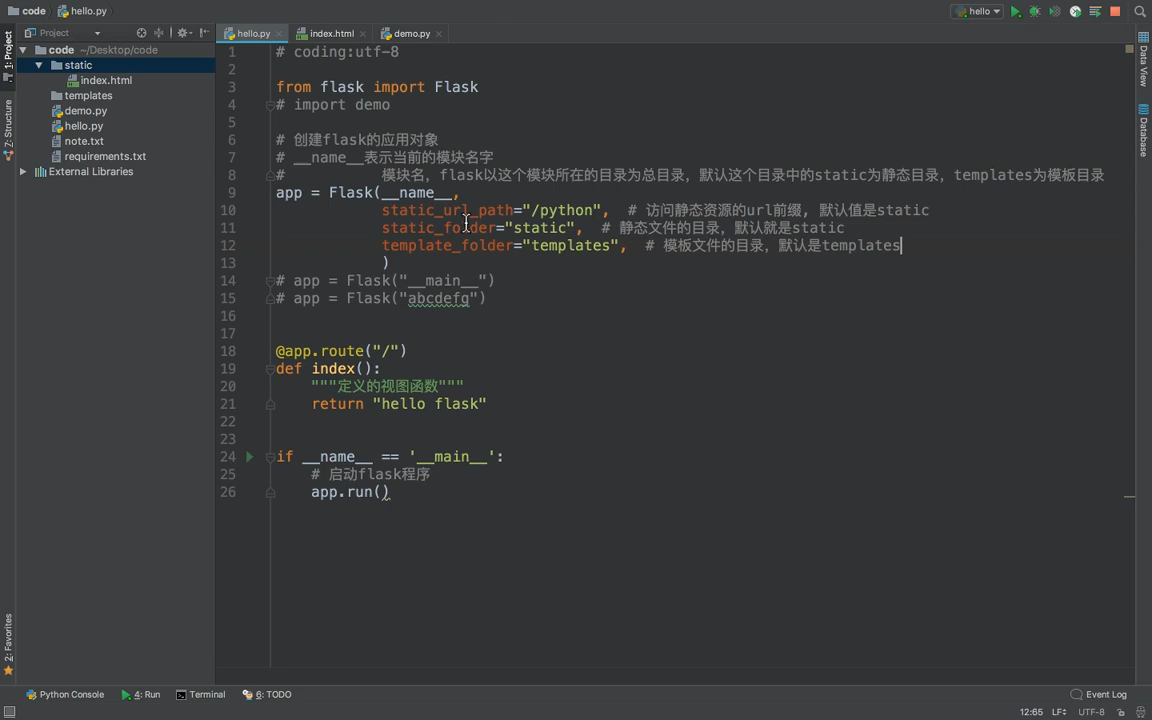 code
hello.py
hello
Project
hello.py
index.html
demo.py
1: Project
Z: Structure
2: Favorites
code ~/Desktop/code
static
index.html
templates
demo.py
hello.py
note.txt
requirements.txt
External Libraries
1 # coding:utf-8
2
3 from flask import Flask
4 # import demo
5
6 # 创建flask的应用对象
7 # __name__表示当前的模块名字
8 # 模块名，flask以这个模块所在的目录为总目录，默认这个目录中的static为静态目录，templates为模板目录
9 app = Flask(__name__,
10 static_url_path="/python", # 访问静态资源的url前缀, 默认值是static
11 static_folder="static", # 静态文件的目录，默认就是static
12 template_folder="templates", # 模板文件的目录，默认是templates
13 )
14 # app = Flask("__main__")
15 # app = Flask("abcdefg")
16
17
18 @app.route("/")
19 def index():
20 """定义的视图函数"""
21 return "hello flask"
22
23
24 if __name__ == '__main__':
25 # 启动flask程序
26 app.run()
Data View
Database
Python Console
4: Run
Terminal
6: TODO
Event Log
12:65
LF
UTF-8